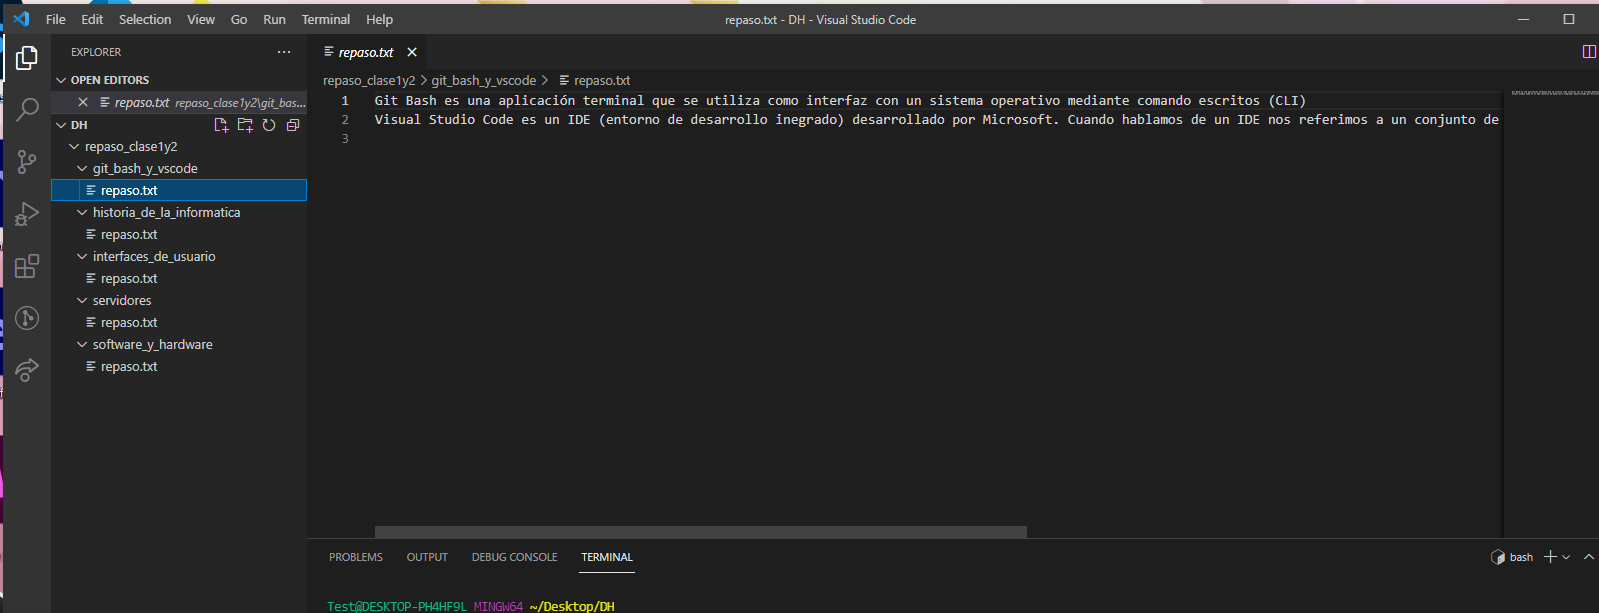 File Edit Selection View Go Run Terminal Help
repaso.txt - DH - Visual Studio Code
EXPLORER
OPEN EDITORS
repaso.txt repaso_clase1y2\git_bas...
DH
repaso_clase1y2
git_bash_y_vscode
repaso.txt
historia_de_la_informatica
repaso.txt
interfaces_de_usuario
repaso.txt
servidores
repaso.txt
software_y_hardware
repaso.txt
repaso.txt
repaso_clase1y2 > git_bash_y_vscode > repaso.txt
1 Git Bash es una aplicación terminal que se utiliza como interfaz con un sistema operativo mediante comando escritos (CLI)
2 Visual Studio Code es un IDE (entorno de desarrollo inegrado) desarrollado por Microsoft. Cuando hablamos de un IDE nos referimos a un conjunto de
3
PROBLEMS OUTPUT DEBUG CONSOLE TERMINAL
bash
Test@DESKTOP-PH4HF9L MINGW64 ~/Desktop/DH